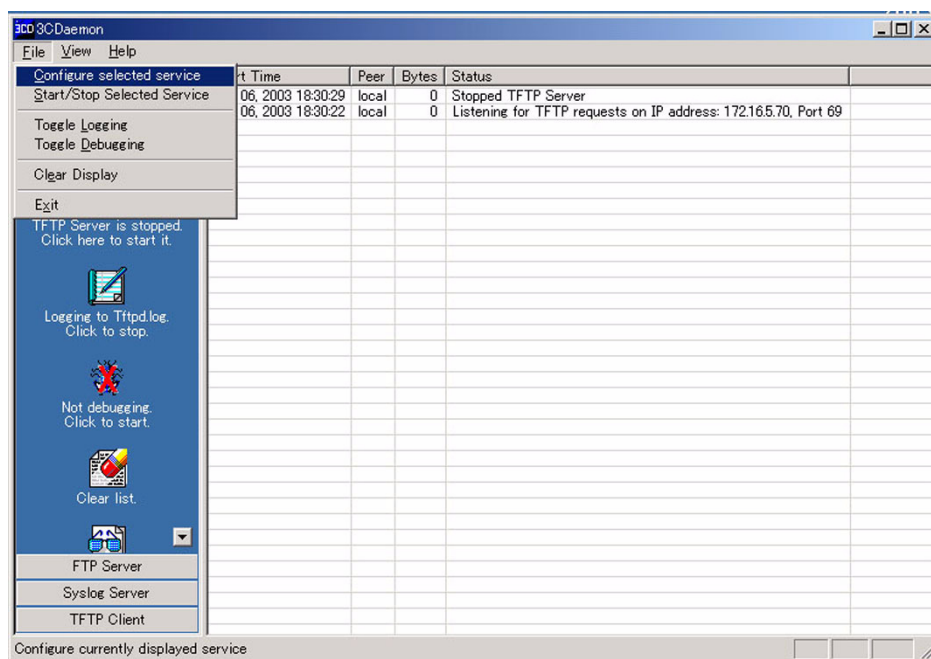 3CD 3CDaemon
File View Help
Configure selected service
Start/Stop Selected Service
Toggle Logging
Toggle Debugging
Clear Display
Exit
rt Time Peer Bytes Status
06, 2003 18:30:29 local 0 Stopped TFTP Server
06, 2003 18:30:22 local 0 Listening for TFTP requests on IP address: 172.16.5.70, Port 69
TFTP Server is stopped.
Click here to start it.
Logging to Tftpd.log.
Click to stop.
Not debugging.
Click to start.
Clear list.
FTP Server
Syslog Server
TFTP Client
Configure currently displayed service